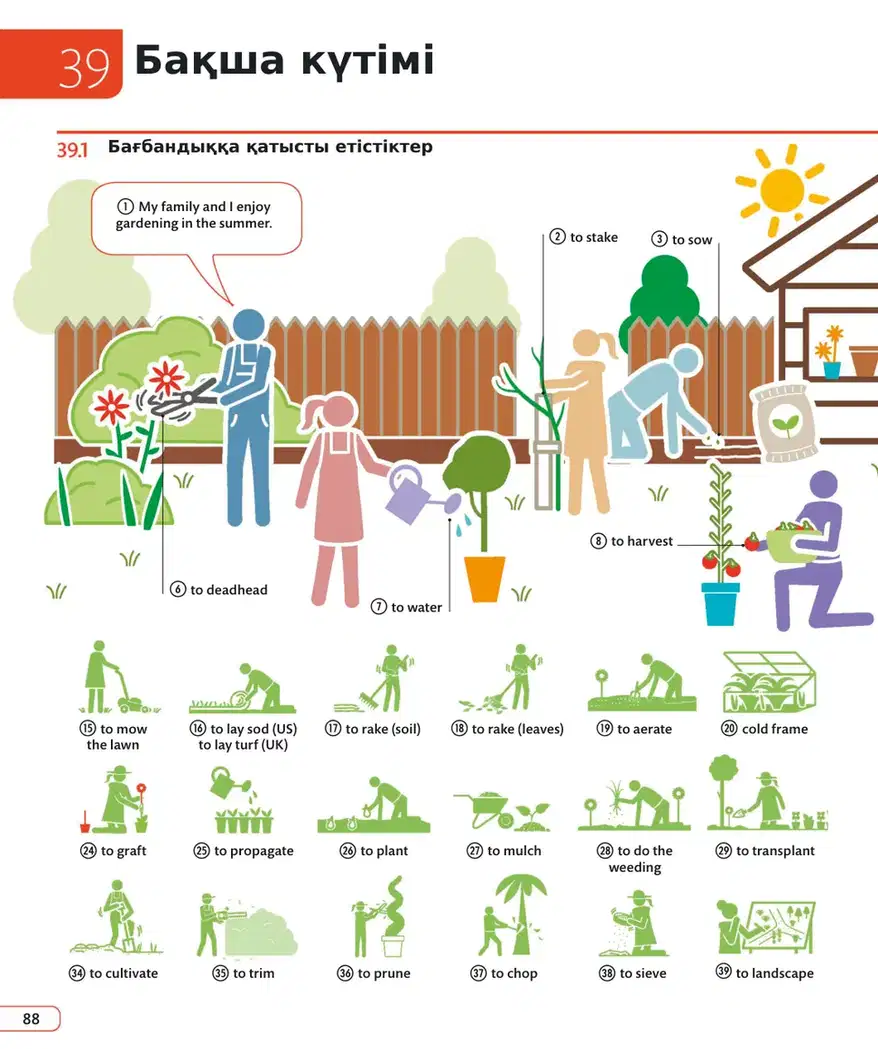 39 Бақша күтімі
39.1 Бағбандыққа қатысты етістіктер
① My family and I enjoy
gardening in the summer.
② to stake
③ to sow
⑧ to harvest
⑥ to deadhead
⑦ to water
⑮ to mow
the lawn
⑯ to lay sod (US)
to lay turf (UK)
⑰ to rake (soil)
⑱ to rake (leaves)
⑲ to aerate
⑳ cold frame
㉔ to graft
㉕ to propagate
㉖ to plant
㉗ to mulch
㉘ to do the
weeding
㉙ to transplant
㉞ to cultivate
㉟ to trim
㊱ to prune
㊲ to chop
㊳ to sieve
㊴ to landscape
88